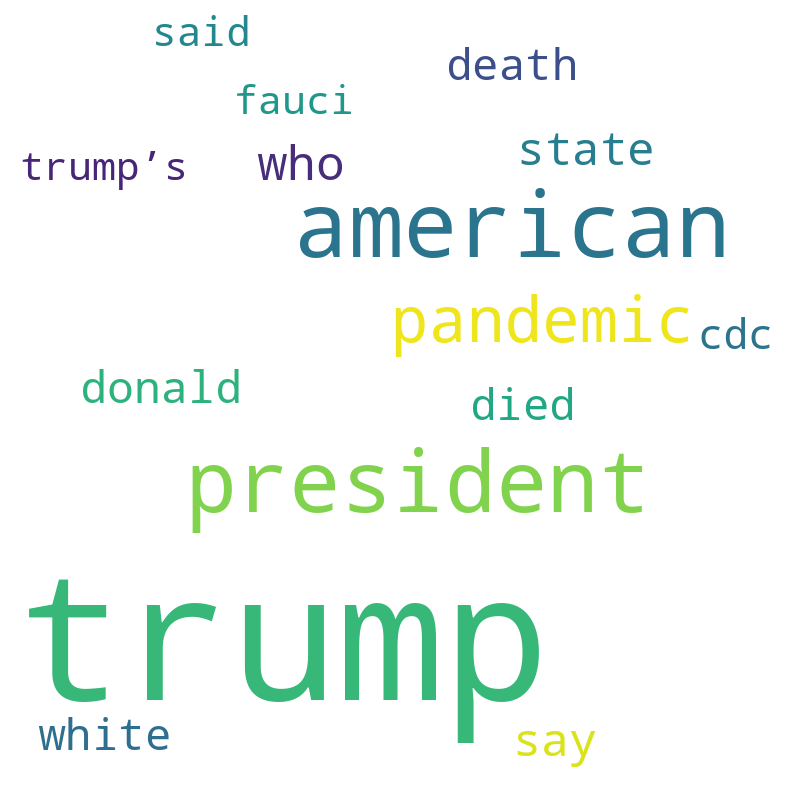 said
death
fauci
state
trump’s
who
american
pandemic
cdc
donald
died
president
trump
white
say